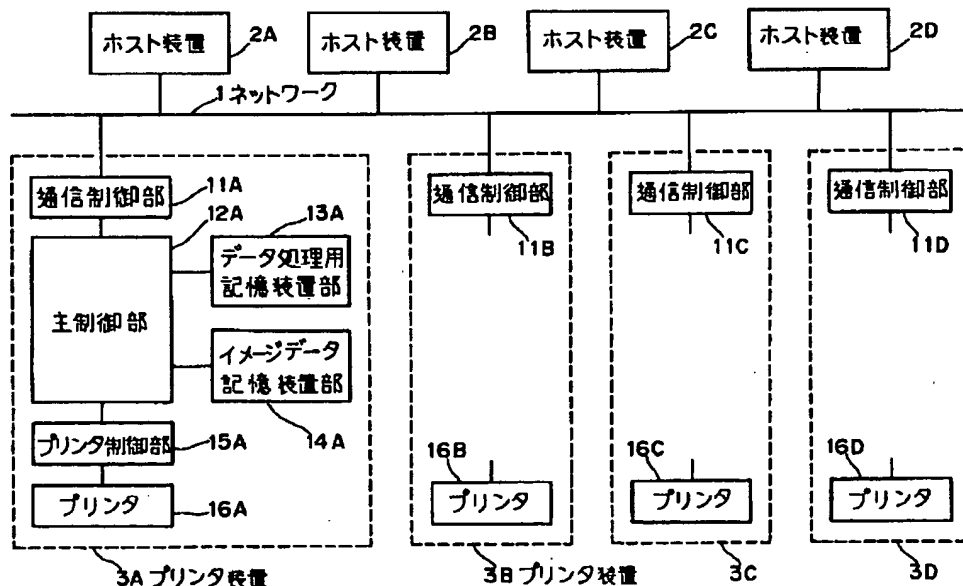 ホスト装置
2A
ホスト装置
2B
ホスト装置
2C
ホスト装置
2D
1 ネットワーク
通信制御部
11A
12A
13A
データ処理用
記憶装置部
主制御部
イメージデータ
記憶装置部
14A
プリンタ制御部
15A
プリンタ
16A
3A プリンタ装置
通信制御部
11B
16B
プリンタ
3B プリンタ装置
通信制御部
11C
16C
プリンタ
3C
通信制御部
11D
16D
プリンタ
3D